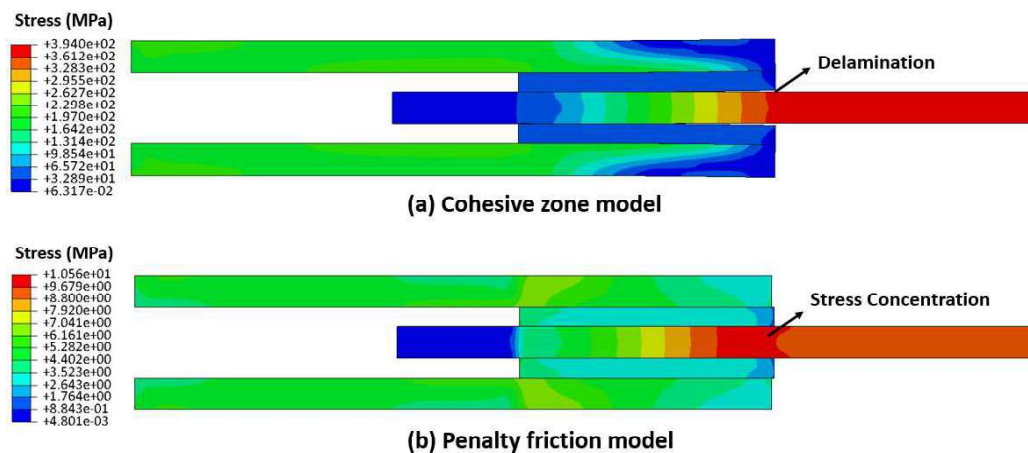 Stress (MPa)
+3.940e+02
+3.612e+02
+3.283e+02
+2.955e+02
+2.627e+02
+2.298e+02
+1.970e+02
+1.642e+02
+1.314e+02
+9.854e+01
+6.572e+01
+3.289e+01
+6.317e-02
Delamination
(a) Cohesive zone model
Stress (MPa)
+1.056e+01
+9.679e+00
+8.800e+00
+7.920e+00
+7.041e+00
+6.161e+00
+5.282e+00
+4.402e+00
+3.523e+00
+2.643e+00
+1.764e+00
+8.843e-01
+4.801e-03
Stress Concentration
(b) Penalty friction model